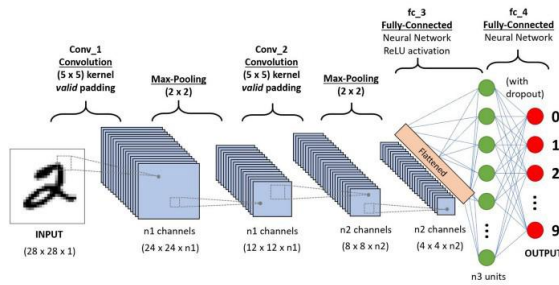 Conv_1
Convolution
(5 x 5) kernel
valid padding
Max-Pooling
(2 x 2)
Conv_2
Convolution
(5 x 5) kernel
valid padding
Max-Pooling
(2 x 2)
fc_3
Fully-Connected
Neural Network
ReLU activation
fc_4
Fully-Connected
Neural Network
(with
dropout)
Flattened
0
1
2
9
INPUT
(28 x 28 x 1)
n1 channels
(24 x 24 x n1)
n1 channels
(12 x 12 x n1)
n2 channels
(8 x 8 x n2)
n2 channels
(4 x 4 x n2)
n3 units
OUTPUT
2